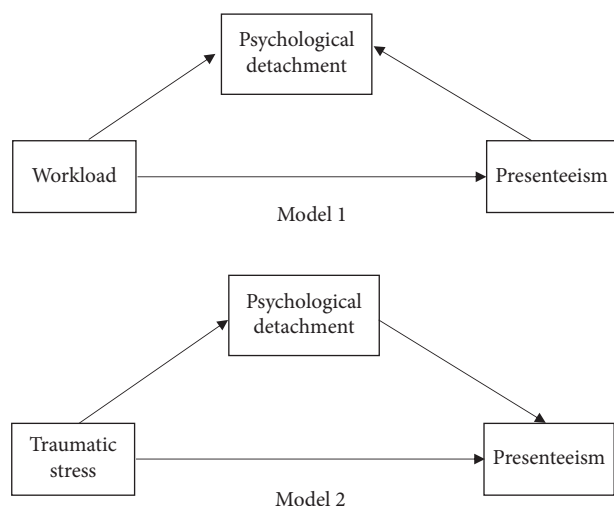 Psychological
detachment
Workload
Presenteeism
Model 1
Psychological
detachment
Traumatic
stress
Presenteeism
Model 2